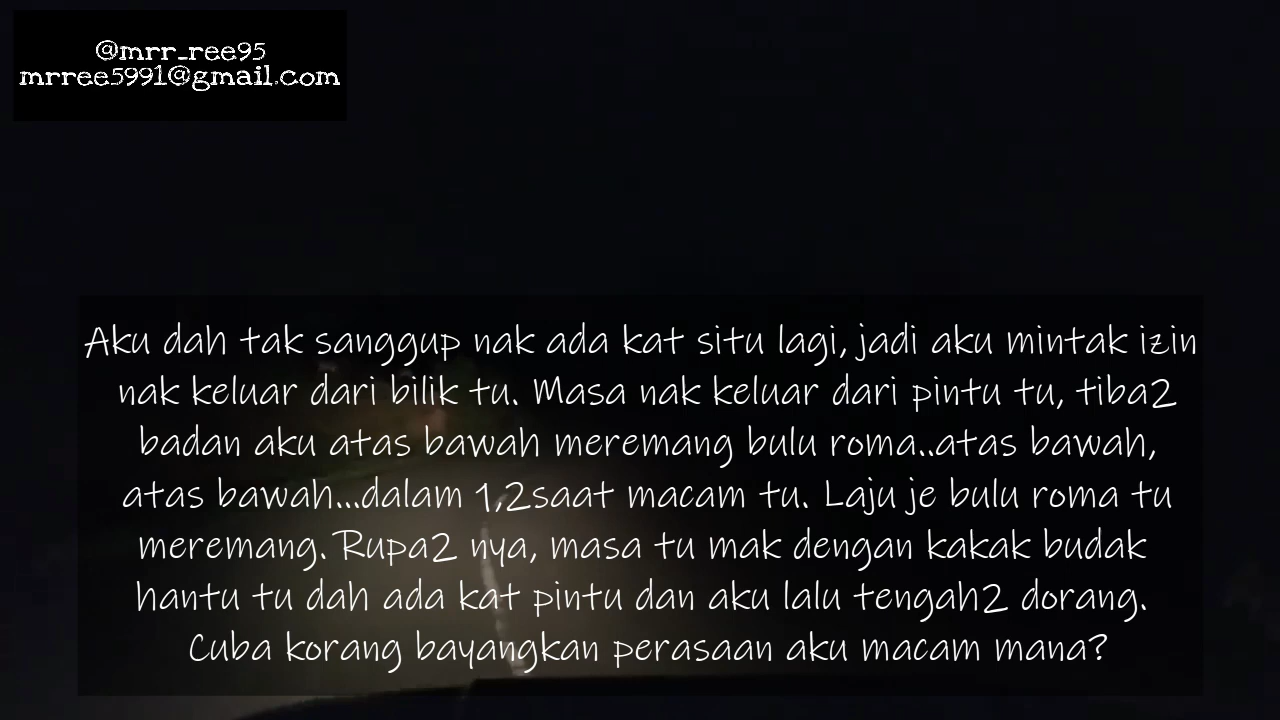 @mrr_ree95
mrree5991@gmail.com
Aku dah tak sanggup nak ada kat situ lagi, jadi aku mintak izin
nak keluar dari bilik tu. Masa nak keluar dari pintu tu, tiba2
badan aku atas bawah meremang bulu roma..atas bawah,
atas bawah...dalam 1,2saat macam tu. Laju je bulu roma tu
meremang. Rupa2 nya, masa tu mak dengan kakak budak
hantu tu dah ada kat pintu dan aku lalu tengah2 dorang.
Cuba korang bayangkan perasaan aku macam mana?